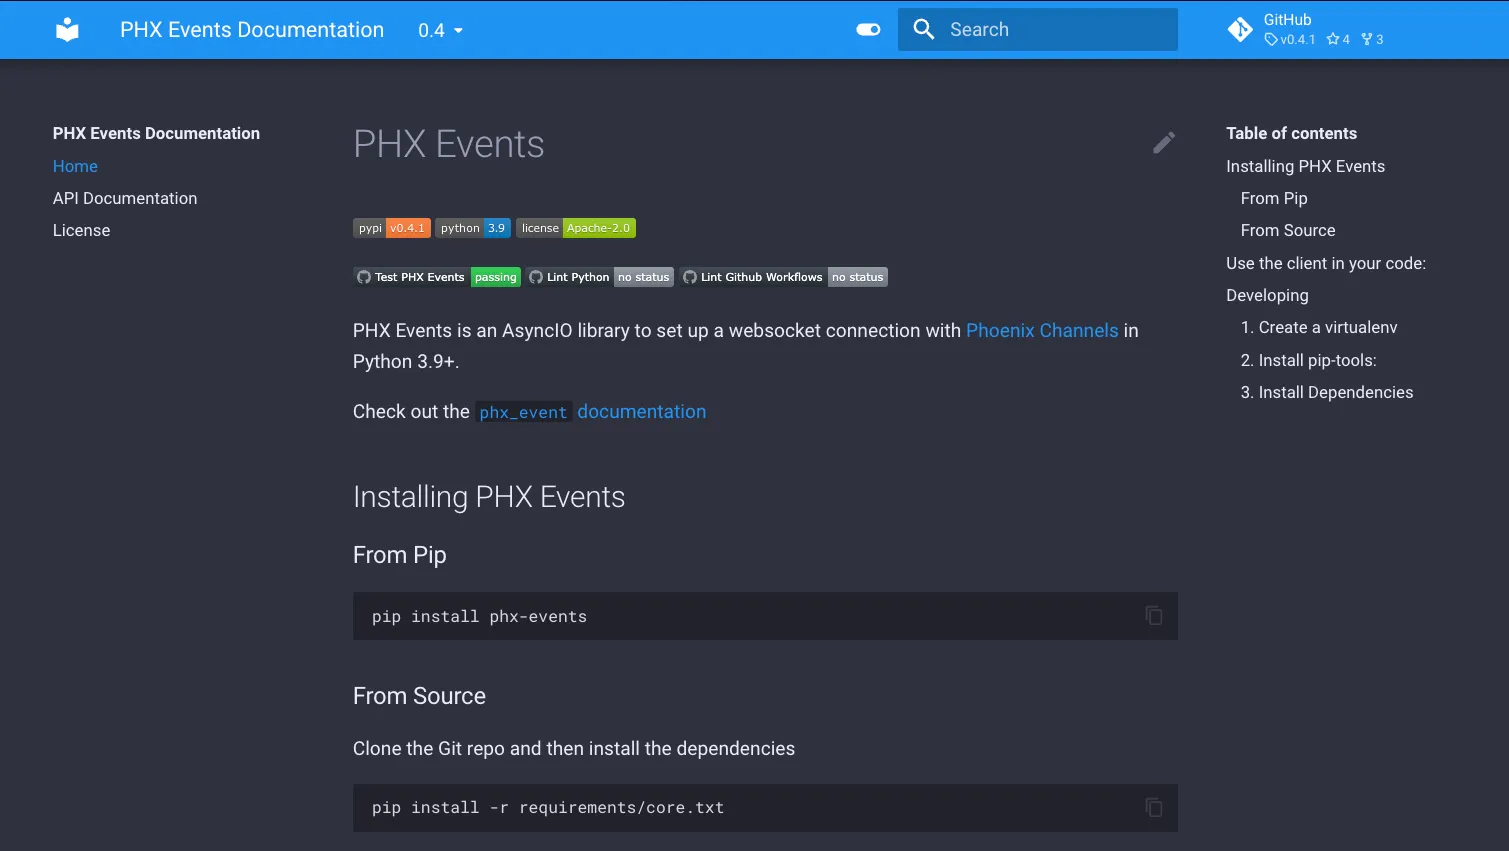 PHX Events Documentation
0.4
Search
GitHub
v0.4.1 4 3
PHX Events Documentation
Home
API Documentation
License
PHX Events
pypi v0.4.1 python 3.9 license Apache-2.0
Test PHX Events passing Lint Python no status Lint Github Workflows no status
PHX Events is an AsyncIO library to set up a websocket connection with Phoenix Channels in
Python 3.9+.
Check out the phx_event documentation
Installing PHX Events
From Pip
pip install phx-events
From Source
Clone the Git repo and then install the dependencies
pip install -r requirements/core.txt
Table of contents
Installing PHX Events
From Pip
From Source
Use the client in your code:
Developing
1. Create a virtualenv
2. Install pip-tools:
3. Install Dependencies